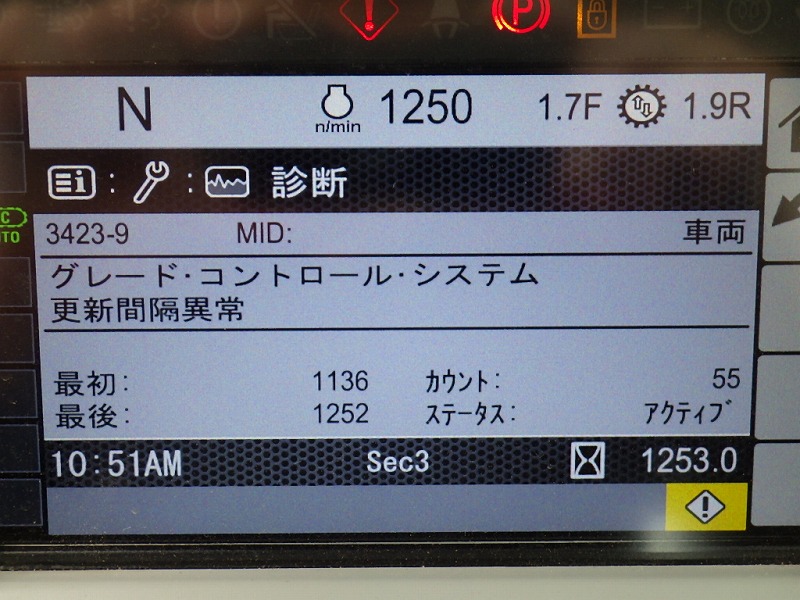 P
N
n/min
1250
1.7F
1.9R
i : : 診断
3423-9 MID: 車両
グレード・コントロール・システム
更新間隔異常
最初: 1136 カウント: 55
最後: 1252 ステータス: アクティブ
10:51AM Sec3 1253.0